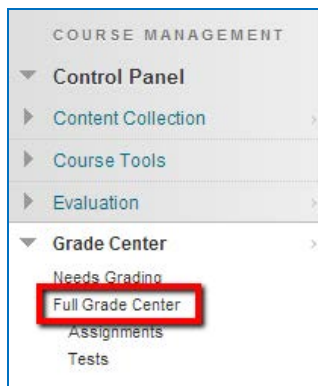 COURSE MANAGEMENT
Control Panel
Content Collection
Course Tools
Evaluation
Grade Center
Needs Grading
Full Grade Center
Assignments
Tests